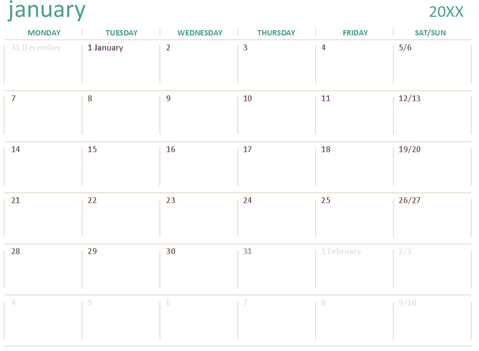 january 20XX
MONDAY TUESDAY WEDNESDAY THURSDAY FRIDAY SAT/SUN
31 December 1 January 2 3 4 5/6
7 8 9 10 11 12/13
14 15 16 17 18 19/20
21 22 23 24 25 26/27
28 29 30 31 1 February 2/3
4 5 6 7 8 9/10